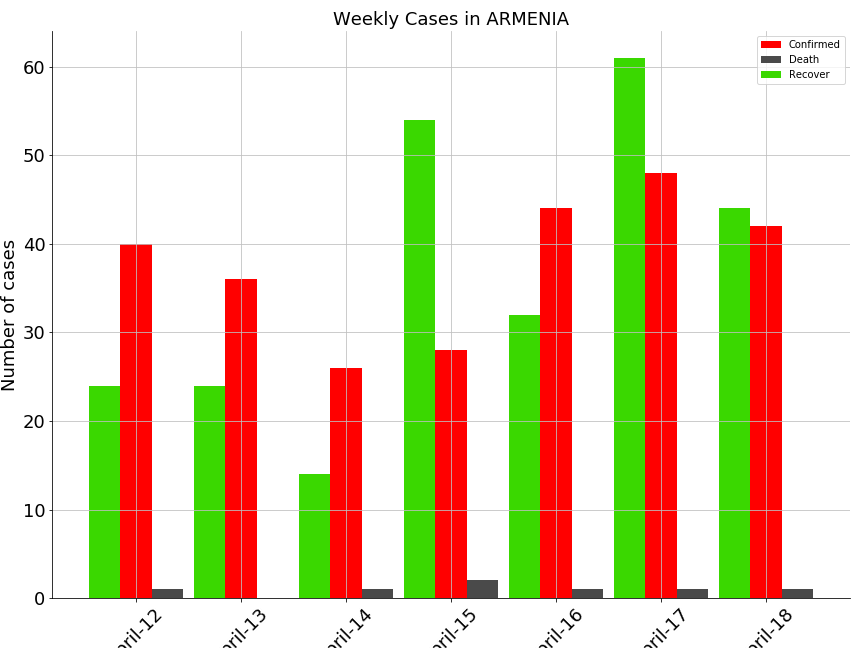 Weekly Cases in ARMENIA
Confirmed
Death
Recover
Number of cases
60
50
40
30
20
10
0
pril-12
pril-13
pril-14
pril-15
pril-16
pril-17
pril-18